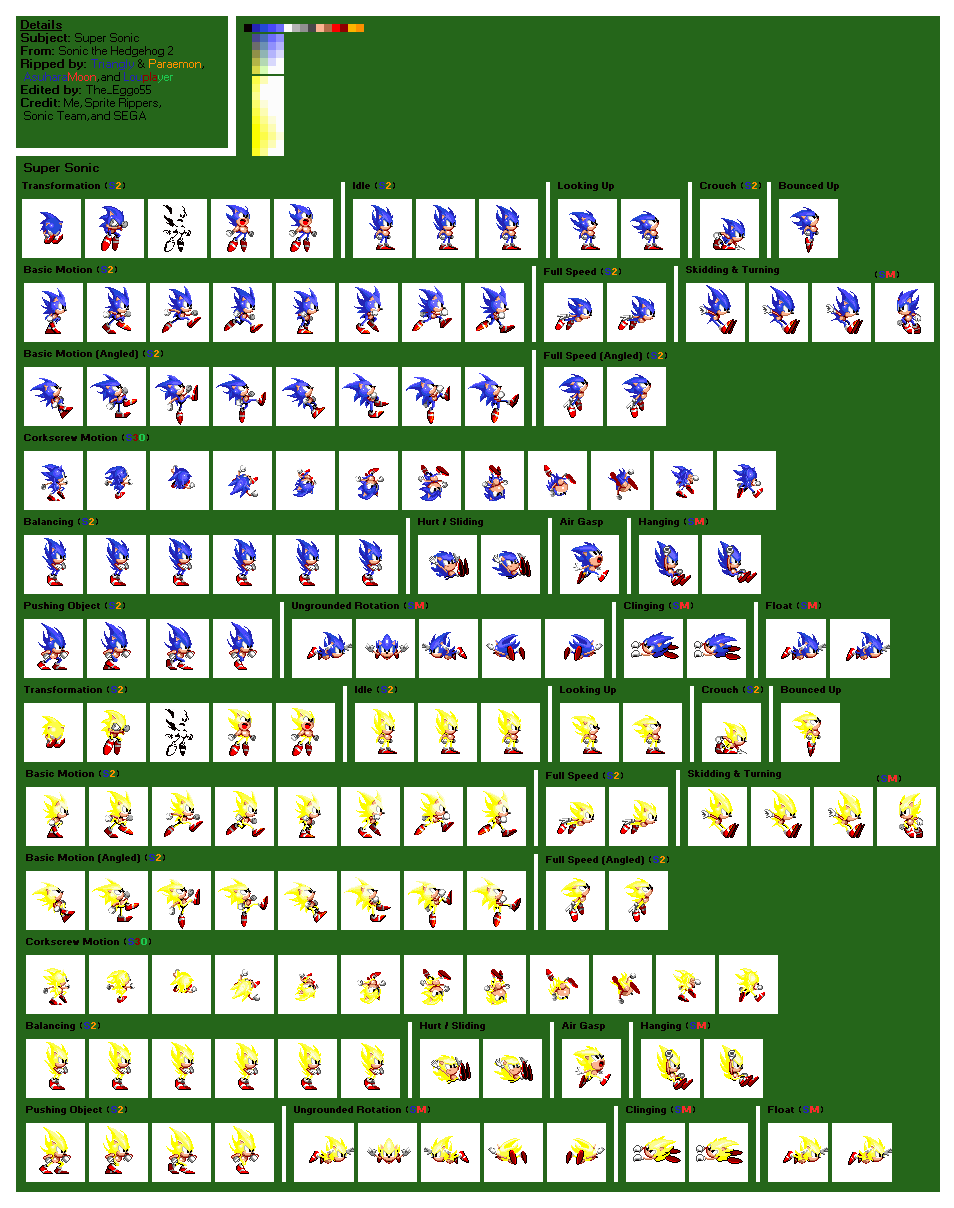 Details
Subject: Super Sonic
From: Sonic the Hedgehog 2
Ripped by: Triangly & Paraemon,
AsuharaMoon,and Louplayer
Edited by: The_Eggo55
Credit: Me, Sprite Rippers,
Sonic Team,and SEGA
Super Sonic
Transformation (S2) Idle (S2) Looking Up Crouch (S2) Bounced Up
Basic Motion (S2) Full Speed (S2) Skidding & Turning (SM)
Basic Motion (Angled) (S2) Full Speed (Angled) (S2)
Corkscrew Motion (S30)
Balancing (S2) Hurt / Sliding Air Gasp Hanging (SM)
Pushing Object (S2) Ungrounded Rotation (SM) Clinging (SM) Float (SM)
Transformation (S2) Idle (S2) Looking Up Crouch (S2) Bounced Up
Basic Motion (S2) Full Speed (S2) Skidding & Turning (SM)
Basic Motion (Angled) (S2) Full Speed (Angled) (S2)
Corkscrew Motion (S30)
Balancing (S2) Hurt / Sliding Air Gasp Hanging (SM)
Pushing Object (S2) Ungrounded Rotation (SM) Clinging (SM) Float (SM)